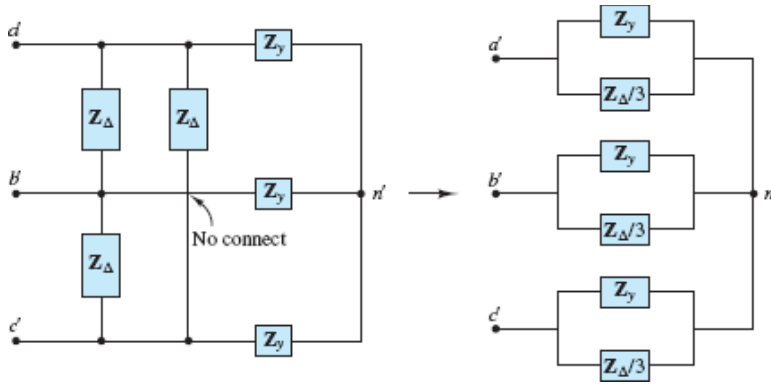 a′
Z_y
Z_Δ
Z_Δ
b′
Z_y
n′
No connect
Z_Δ
c′
Z_y
a′
Z_y
Z_Δ/3
b′
Z_y
n
Z_Δ/3
c′
Z_y
Z_Δ/3